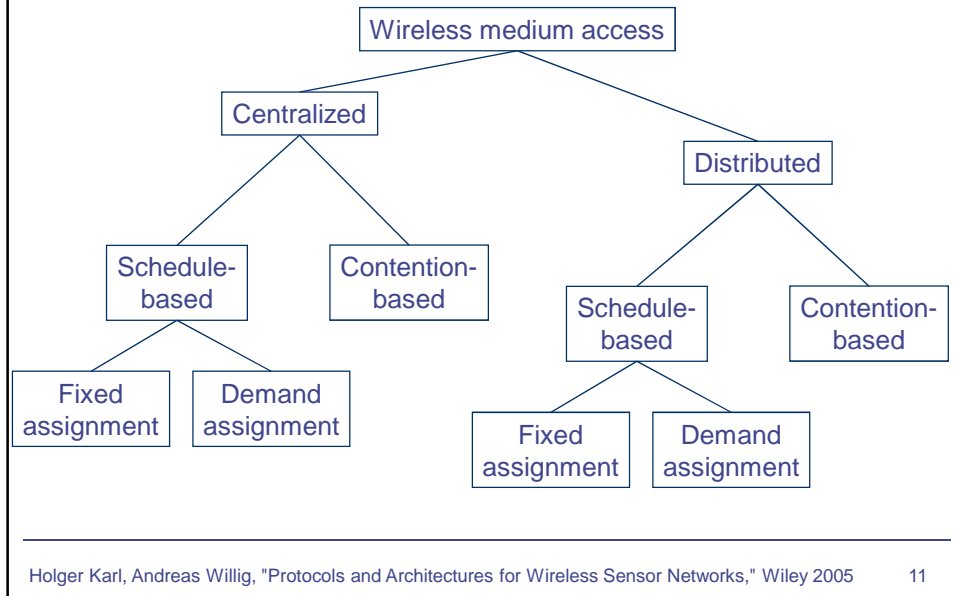 Wireless medium access
Centralized
Distributed
Schedule-
based
Contention-
based
Schedule-
based
Contention-
based
Fixed
assignment
Demand
assignment
Fixed
assignment
Demand
assignment
Holger Karl, Andreas Willig, "Protocols and Architectures for Wireless Sensor Networks," Wiley 2005 11